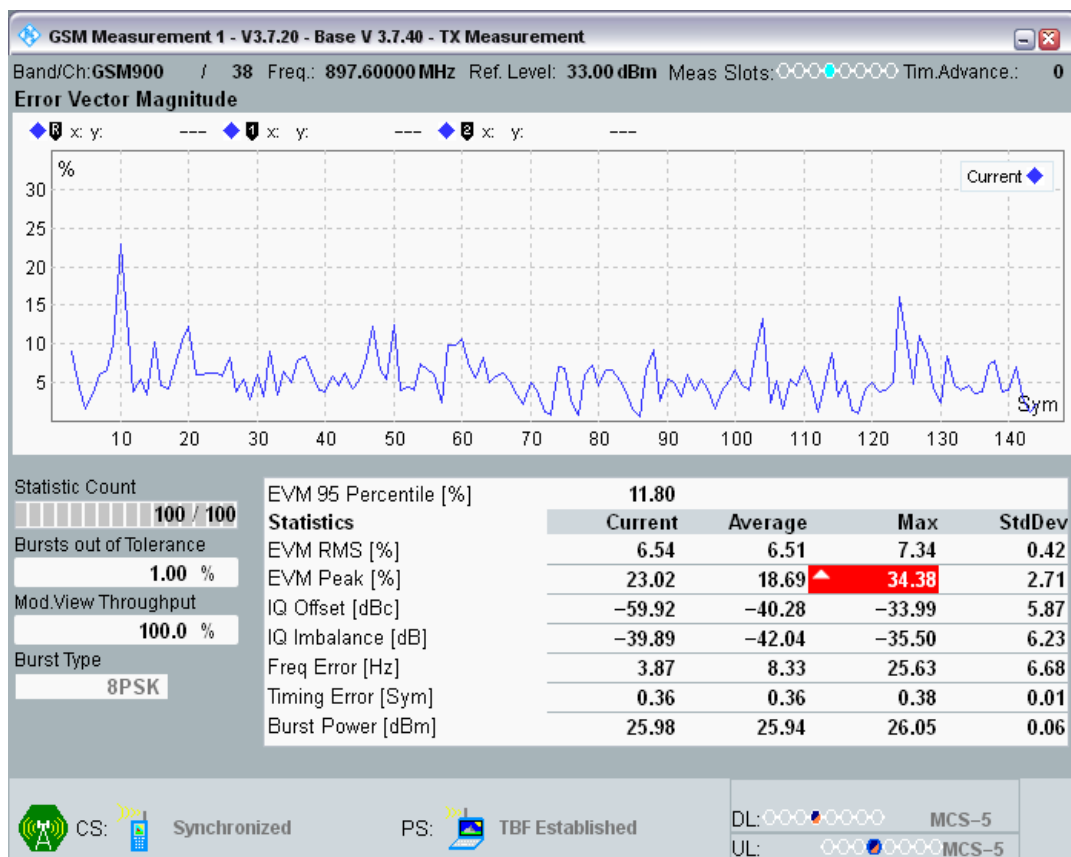 GSM Measurement 1 - V3.7.20 - Base V 3.7.40 - TX Measurement
Band/Ch:GSM900 / 38 Freq.: 897.60000 MHz Ref. Level: 33.00 dBm Meas Slots: Tim.Advance.: 0
Error Vector Magnitude
R x: y: --- 1 x: y: --- 2 x: y: ---
%
Current
30
25
20
15
10
5
Sym
10 20 30 40 50 60 70 80 90 100 110 120 130 140
Statistic Count
100 / 100
Bursts out of Tolerance
1.00 %
Mod.View Throughput
100.0 %
Burst Type
8PSK
EVM 95 Percentile [%] 11.80
Statistics Current Average Max StdDev
EVM RMS [%] 6.54 6.51 7.34 0.42
EVM Peak [%] 23.02 18.69 34.38 2.71
IQ Offset [dBc] −59.92 −40.28 −33.99 5.87
IQ Imbalance [dB] −39.89 −42.04 −35.50 6.23
Freq Error [Hz] 3.87 8.33 25.63 6.68
Timing Error [Sym] 0.36 0.36 0.38 0.01
Burst Power [dBm] 25.98 25.94 26.05 0.06
CS: Synchronized PS: TBF Established
DL: MCS−5
UL: MCS−5